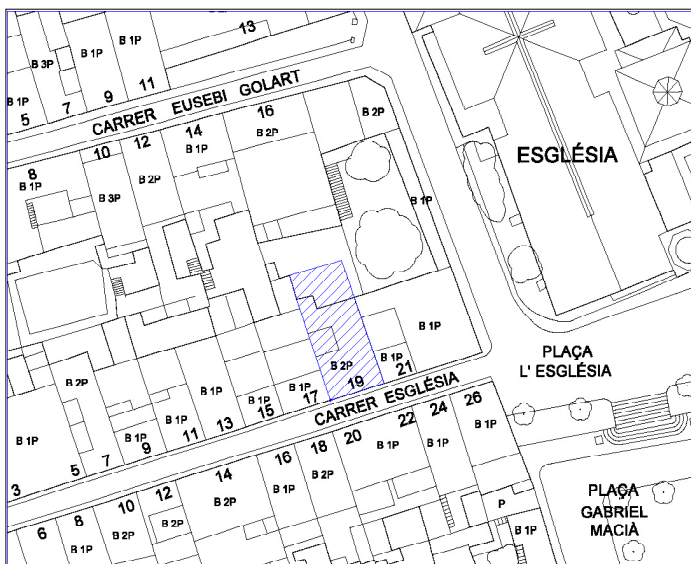 13
B 1P
B 1P
B 3P
B 1P
11
9
7
5
CARRER EUSEBI GOLART
16
B 2P
B 2P
14
B 1P
12
B 2P
10
B 3P
8
B 1P
B 1P
ESGLÉSIA
PLAÇA
L' ESGLÉSIA
B 1P
B 1P
21
B 2P
19
B 1P
17
B 1P
15
B 1P
13
B 1P
11
B 1P
9
7
B 2P
5
B 1P
3
CARRER ESGLÉSIA
26
B 1P
24
B 1P
22
B 1P
20
18
B 2P
16
B 1P
14
B 2P
12
B 2P
10
B 2P
8
B 1P
6
P
B 1P
PLAÇA
GABRIEL
MACIÀ